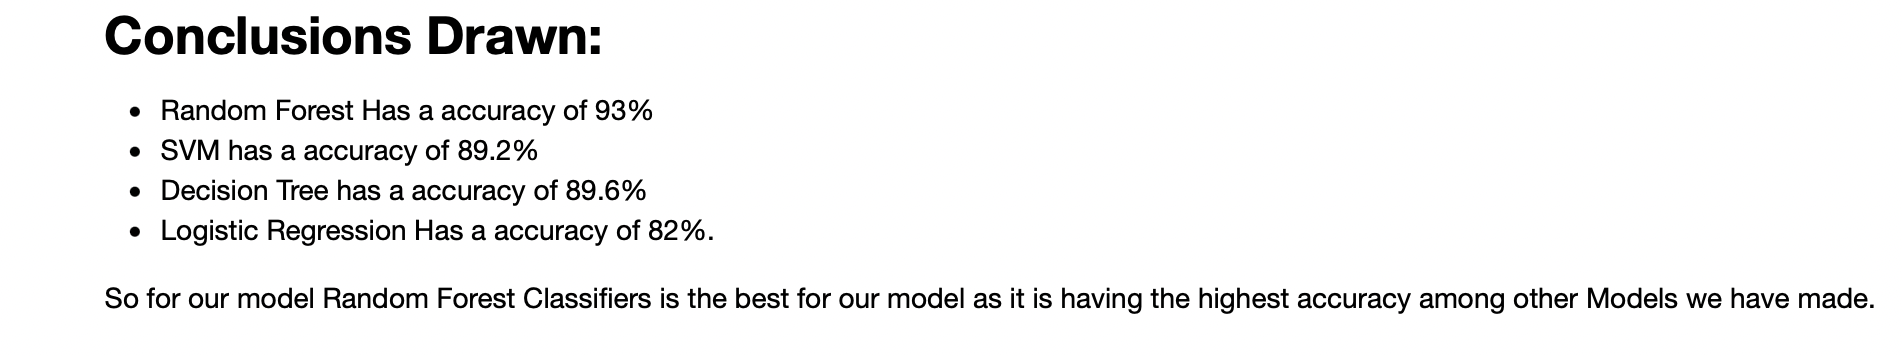 Conclusions Drawn:
• Random Forest Has a accuracy of 93%
• SVM has a accuracy of 89.2%
• Decision Tree has a accuracy of 89.6%
• Logistic Regression Has a accuracy of 82%.
So for our model Random Forest Classifiers is the best for our model as it is having the highest accuracy among other Models we have made.